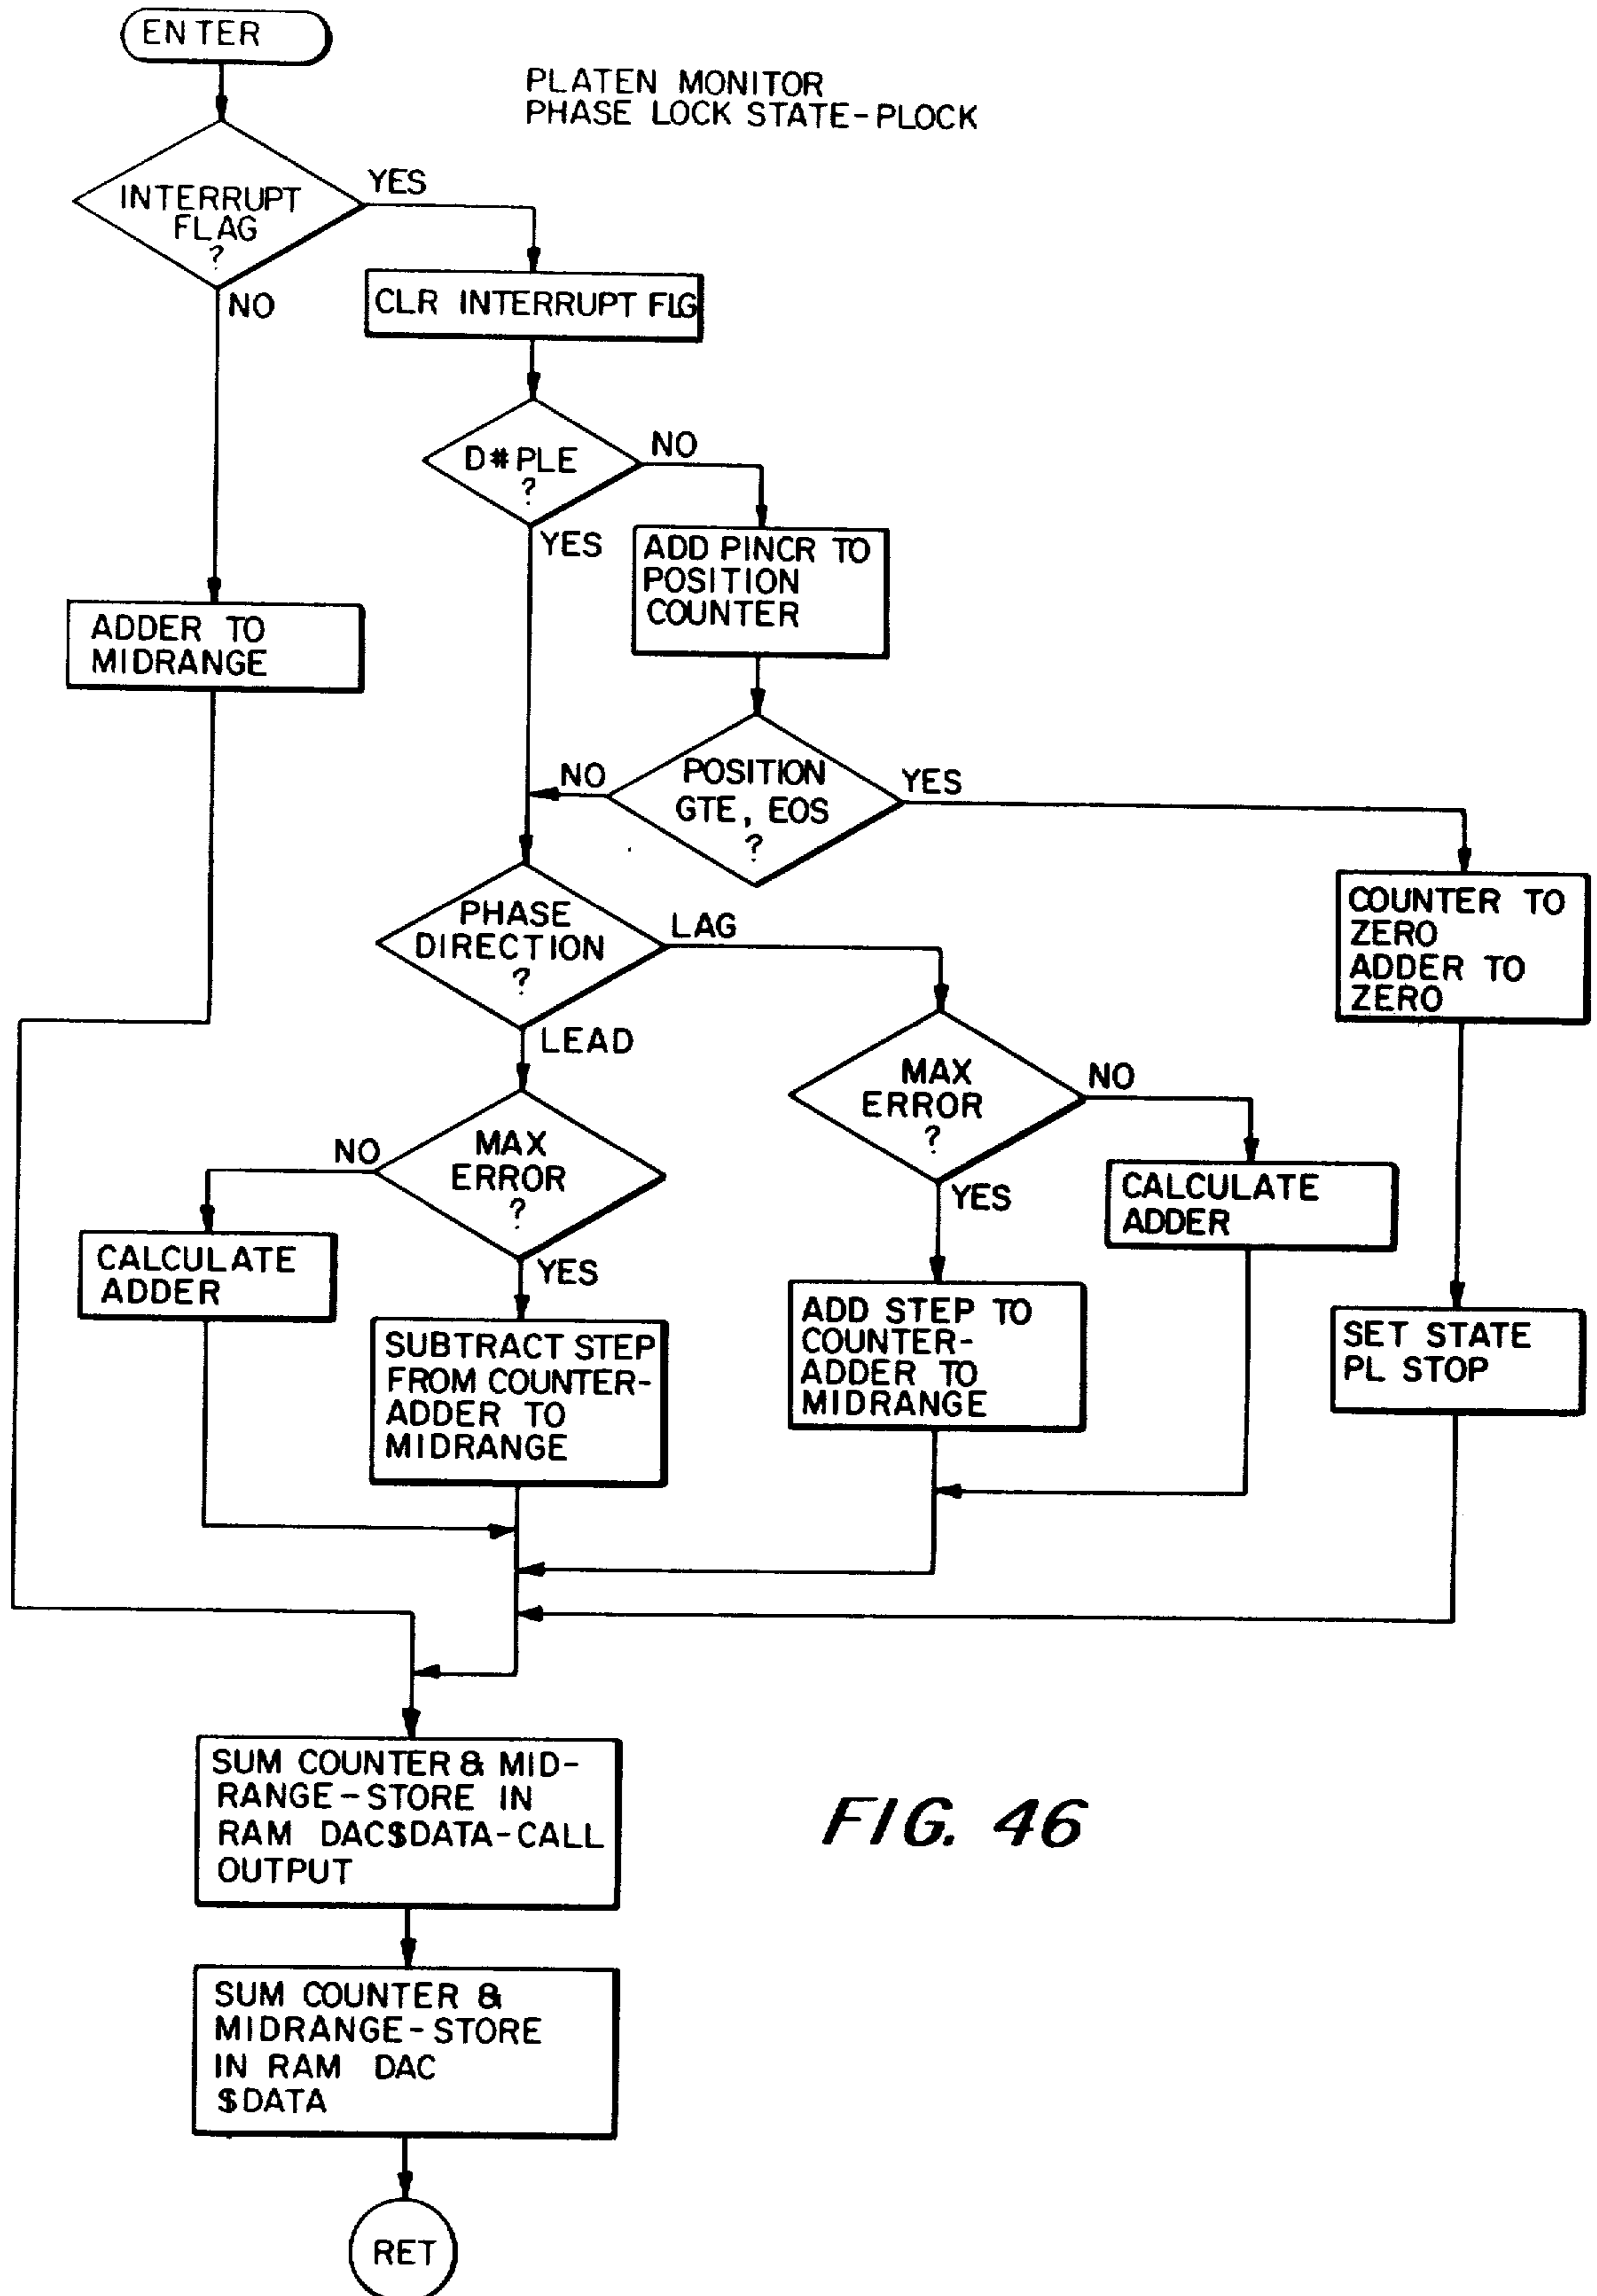 ENTER
PLATEN MONITOR
PHASE LOCK STATE-PLOCK
INTERRUPT
FLAG
?
YES
NO
CLR INTERRUPT FLG
D#PLE
?
NO
YES
ADD PINCR TO
POSITION
COUNTER
ADDER TO
MIDRANGE
POSITION
GTE, EOS
?
NO
YES
COUNTER TO
ZERO
ADDER TO
ZERO
PHASE
DIRECTION
?
LAG
LEAD
MAX
ERROR
?
NO
YES
MAX
ERROR
?
NO
YES
CALCULATE
ADDER
CALCULATE
ADDER
SUBTRACT STEP
FROM COUNTER-
ADDER TO
MIDRANGE
ADD STEP TO
COUNTER-
ADDER TO
MIDRANGE
SET STATE
PL STOP
SUM COUNTER & MID-
RANGE-STORE IN
RAM DAC$DATA-CALL
OUTPUT
FIG. 46
SUM COUNTER &
MIDRANGE-STORE
IN RAM DAC
$DATA
RET